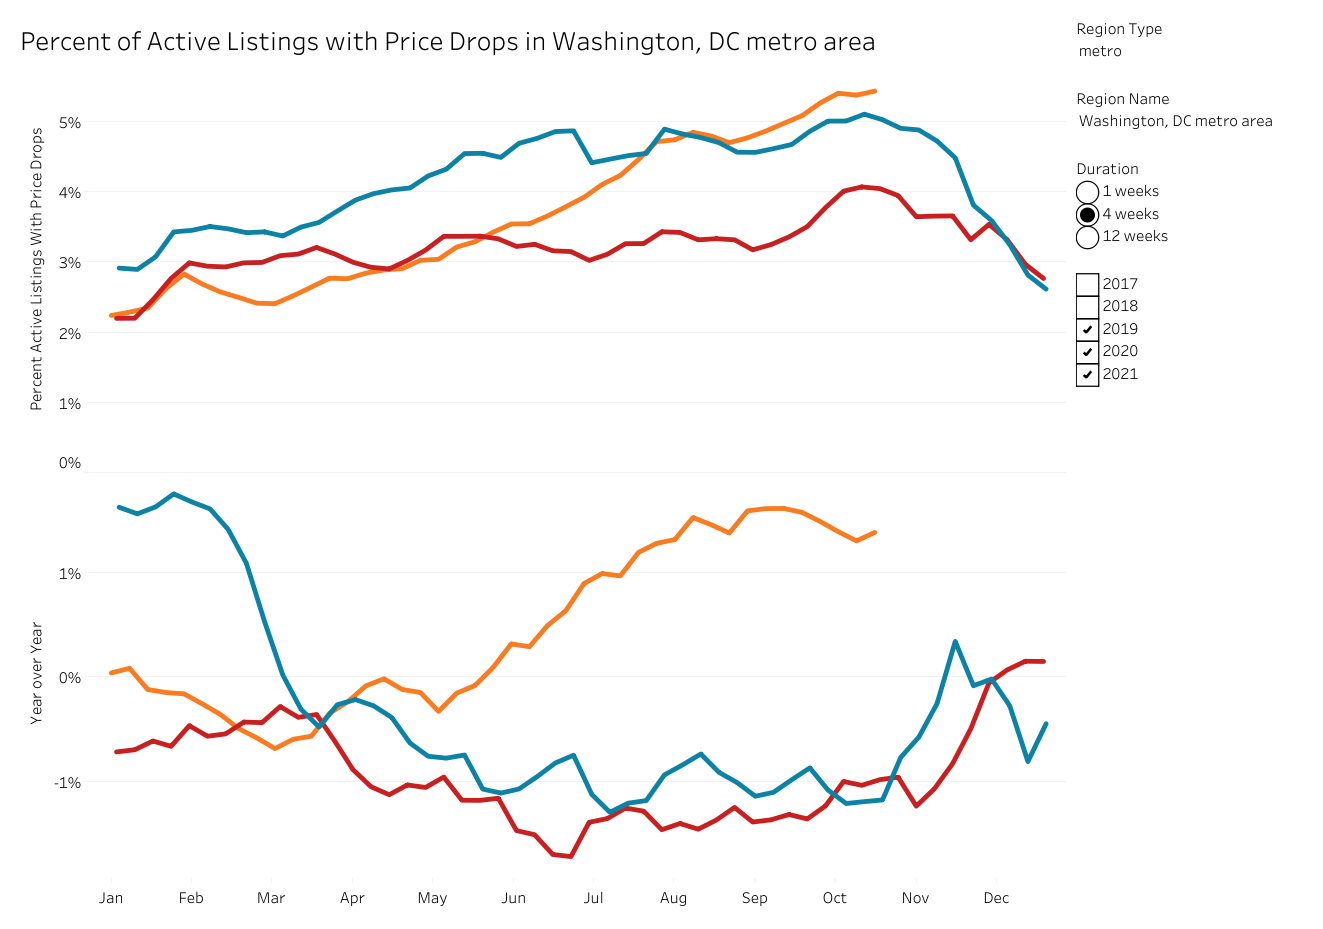 Percent of Active Listings with Price Drops in Washington, DC metro area
Region Type
metro
Region Name
Washington, DC metro area
Duration
1 weeks
4 weeks
12 weeks
2017
2018
2019
2020
2021
Percent Active Listings With Price Drops
5%
4%
3%
2%
1%
0%
Year over Year
1%
0%
-1%
Jan Feb Mar Apr May Jun Jul Aug Sep Oct Nov Dec